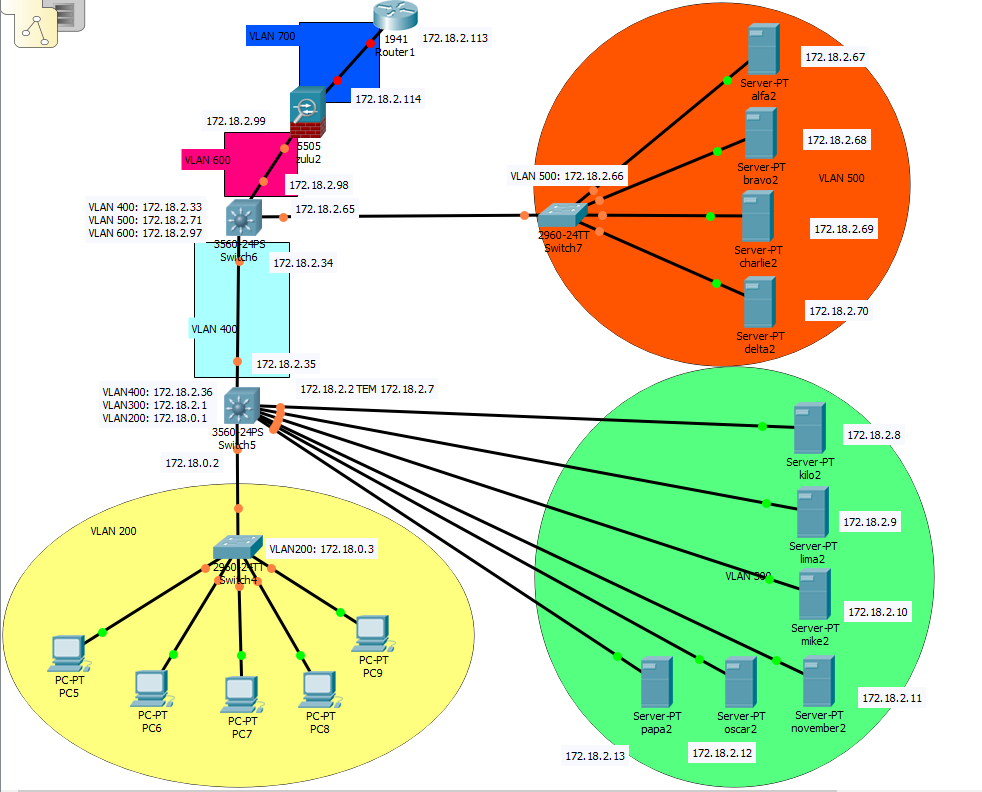 VLAN 700
1941
Router1
172.18.2.113
172.18.2.114
172.18.2.99
5505
zulu2
VLAN 600
172.18.2.98
VLAN 400: 172.18.2.33
VLAN 500: 172.18.2.71
VLAN 600: 172.18.2.97
172.18.2.65
3560-24PS
Switch6
172.18.2.34
VLAN 400
172.18.2.35
VLAN 500: 172.18.2.66
2960-24TT
Switch7
VLAN 500
Server-PT
alfa2
172.18.2.67
Server-PT
bravo2
172.18.2.68
Server-PT
charlie2
172.18.2.69
Server-PT
delta2
172.18.2.70
VLAN400: 172.18.2.36
VLAN300: 172.18.2.1
VLAN200: 172.18.0.1
3560-24PS
Switch5
172.18.2.2 TEM 172.18.2.7
172.18.0.2
VLAN 200
VLAN200: 172.18.0.3
2960-24TT
Switch4
PC-PT
PC5
PC-PT
PC6
PC-PT
PC7
PC-PT
PC8
PC-PT
PC9
Server-PT
kilo2
172.18.2.8
Server-PT
lima2
172.18.2.9
VLAN 300
Server-PT
mike2
172.18.2.10
Server-PT
november2
172.18.2.11
Server-PT
oscar2
172.18.2.12
Server-PT
papa2
172.18.2.13